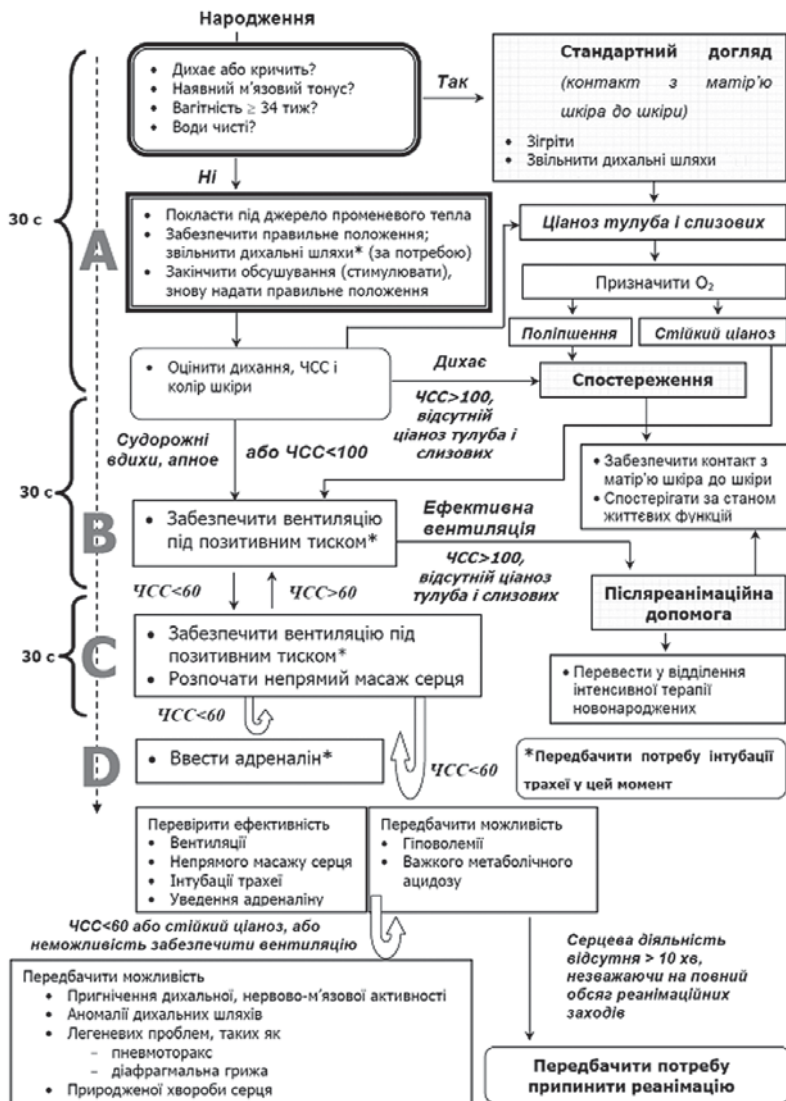 Народження
• Дихає або кричить?
• Наявний м'язовий тонус?
• Вагітність ≥ 34 тиж?
• Води чисті?
Так
Стандартний догляд
(контакт з матір'ю
шкіра до шкіри)
• Зігріти
• Звільнити дихальні шляхи
Ні
30 с
A
• Покласти під джерело променевого тепла
• Забезпечити правильне положення;
звільнити дихальні шляхи* (за потребою)
• Закінчити обсушування (стимулювати),
знову надати правильне положення
Ціаноз тулуба і слизових
Призначити O₂
Поліпшення
Стійкий ціаноз
• Оцінити дихання, ЧСС і
колір шкіри
Дихає
ЧСС>100,
відсутній
ціаноз тулуба і
слизових
Спостереження
Судорожні
вдихи, апное
або ЧСС<100
• Забезпечити контакт з
матір'ю шкіра до шкіри
• Спостерігати за станом
життєвих функцій
30 с
B
• Забезпечити вентиляцію
під позитивним тиском*
Ефективна
вентиляція
ЧСС>100,
відсутній ціаноз
тулуба і слизових
Післяреанімаційна
допомога
ЧСС<60
ЧСС>60
30 с
C
• Забезпечити вентиляцію під
позитивним тиском*
• Розпочати непрямий масаж серця
• Перевести у відділення
інтенсивної терапії
новонароджених
ЧСС<60
D
• Ввести адреналін*
ЧСС<60
*Передбачити потребу інтубації
трахеї у цей момент
Перевірити ефективність
• Вентиляції
• Непрямого масажу серця
• Інтубації трахеї
• Уведення адреналіну
Передбачити можливість
• Гіповолемії
• Важкого метаболічного
ацидозу
ЧСС<60 або стійкий ціаноз, або
неможливість забезпечити вентиляцію
Серцева діяльність
відсутня > 10 хв,
незважаючи на повний
обсяг реанімаційних
заходів
Передбачити можливість
• Пригнічення дихальної, нервово-м'язової активності
• Аномалії дихальних шляхів
• Легеневих проблем, таких як
– пневмоторакс
– діафрагмальна грижа
• Природженої хвороби серця
Передбачити потребу
припинити реанімацію